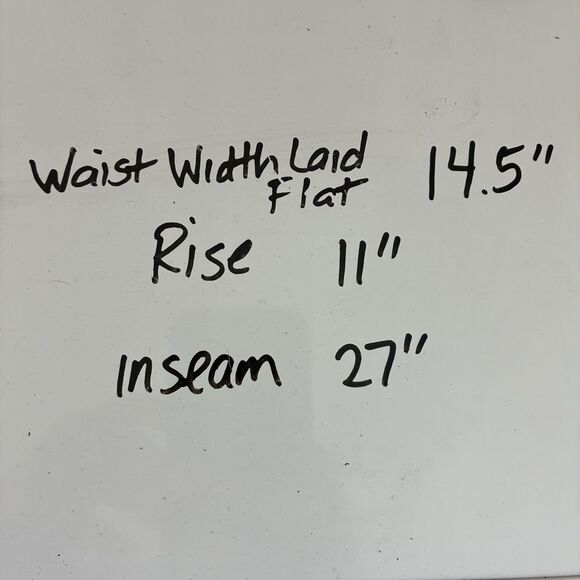 Waist Width Laid Flat 14.5"
Rise 11"
Inseam 27"